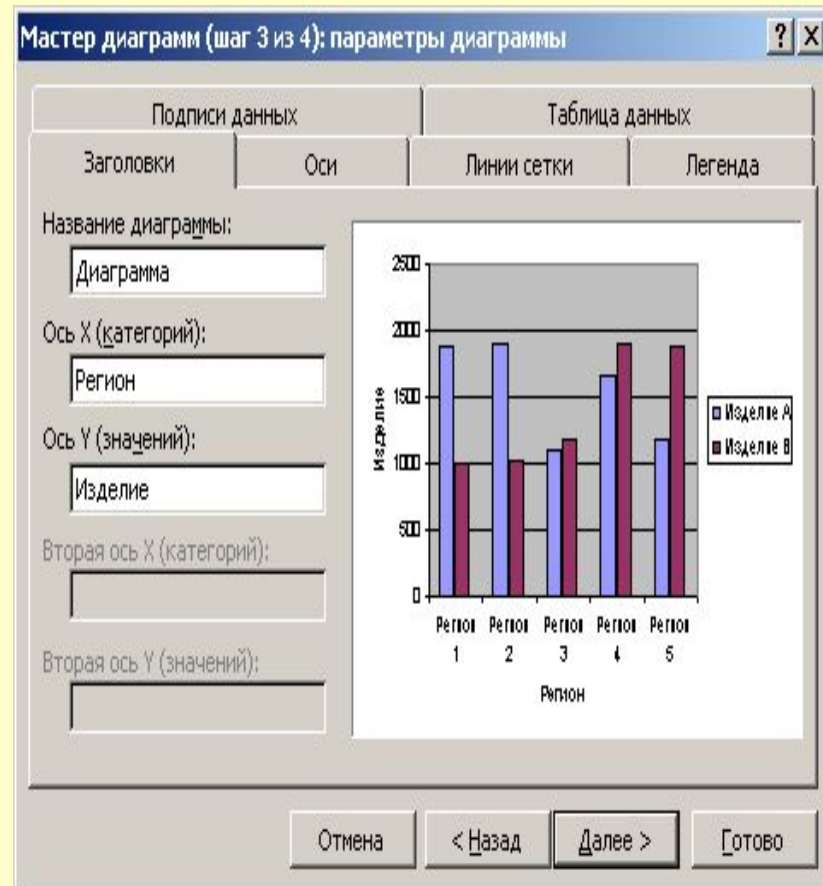 Мастер диаграмм (шаг 3 из 4): параметры диаграммы
Подписи данных
Таблица данных
Заголовки
Оси
Линии сетки
Легенда
Название диаграммы:
Диаграмма
Ось X (категорий):
Регион
Ось Y (значений):
Изделие
Вторая ось X (категорий):
Вторая ось Y (значений):
2500
2000
1500
1000
500
0
Изделие
Регион Регион Регион Регион Регион
1 2 3 4 5
Регион
Изделие A
Изделие B
Отмена
< Назад
Далее >
Готово